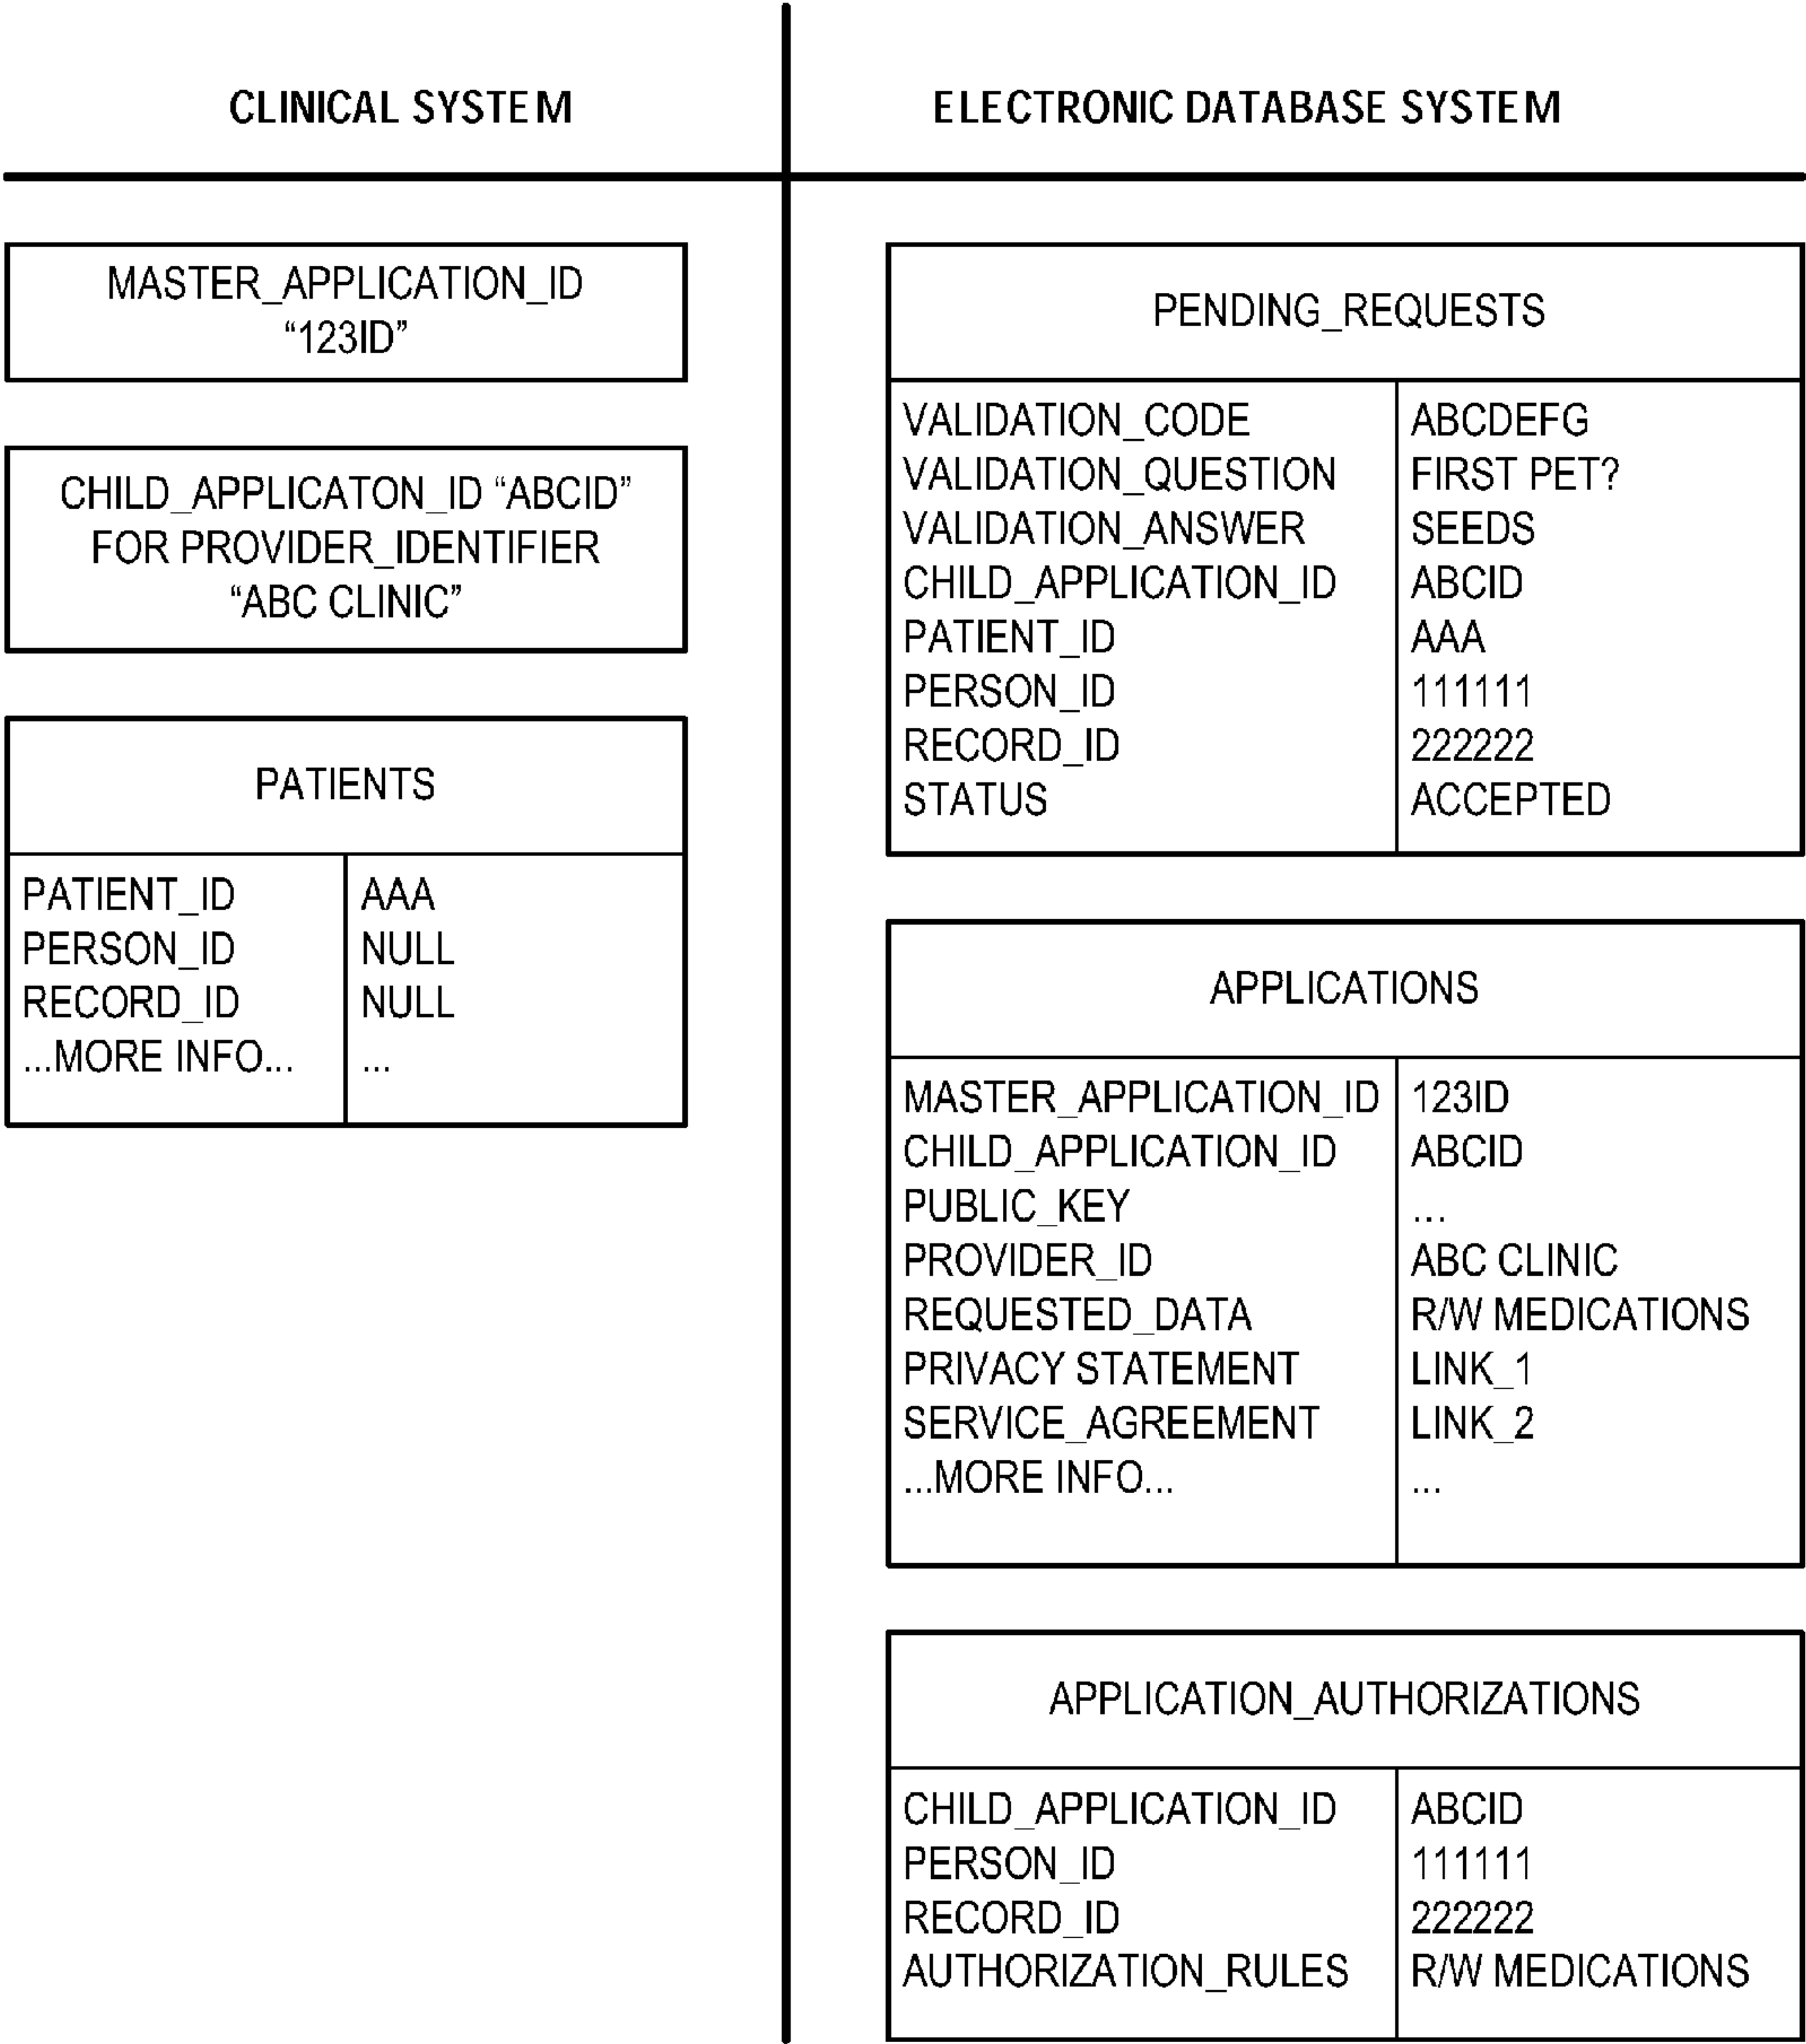 CLINICAL SYSTEM
ELECTRONIC DATABASE SYSTEM
MASTER_APPLICATION_ID
“123ID”
CHILD_APPLICATON_ID “ABCID”
FOR PROVIDER_IDENTIFIER
“ABC CLINIC”
PATIENTS
PATIENT_ID AAA
PERSON_ID NULL
RECORD_ID NULL
...MORE INFO... ...
PENDING_REQUESTS
VALIDATION_CODE ABCDEFG
VALIDATION_QUESTION FIRST PET?
VALIDATION_ANSWER SEEDS
CHILD_APPLICATION_ID ABCID
PATIENT_ID AAA
PERSON_ID 111111
RECORD_ID 222222
STATUS ACCEPTED
APPLICATIONS
MASTER_APPLICATION_ID 123ID
CHILD_APPLICATION_ID ABCID
PUBLIC_KEY ...
PROVIDER_ID ABC CLINIC
REQUESTED_DATA R/W MEDICATIONS
PRIVACY STATEMENT LINK_1
SERVICE_AGREEMENT LINK_2
...MORE INFO... ...
APPLICATION_AUTHORIZATIONS
CHILD_APPLICATION_ID ABCID
PERSON_ID 111111
RECORD_ID 222222
AUTHORIZATION_RULES R/W MEDICATIONS